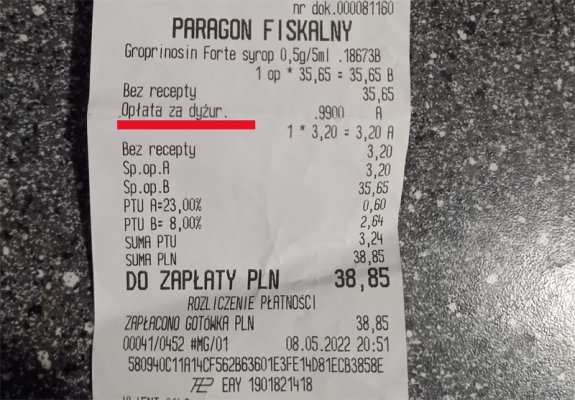 nr dok.000081160
PARAGON FISKALNY
Groprinosin Forte syrop 0,5g/5ml .18673B
1 op * 35,65 = 35,65 B
Bez recepty 35,65
.Opłata za dyżur. .9900 A
1 * 3,20 = 3,20 A
Bez recepty 3,20
Sp.op.A 3,20
Sp.op.B 35,65
PTU A=23,00% 0,60
PTU B= 8,00% 2,64
SUMA PTU 3,24
SUMA PLN 38,85
DO ZAPŁATY PLN 38,85
ROZLICZENIE PŁATNOŚCI
ZAPŁACONO GOTÓWKA PLN 38,85
00041/0452 #MG/01 08.05.2022 20:51
580940C11A14CF562B63601E3FE14D81ECB3858E
EAY 1901821418